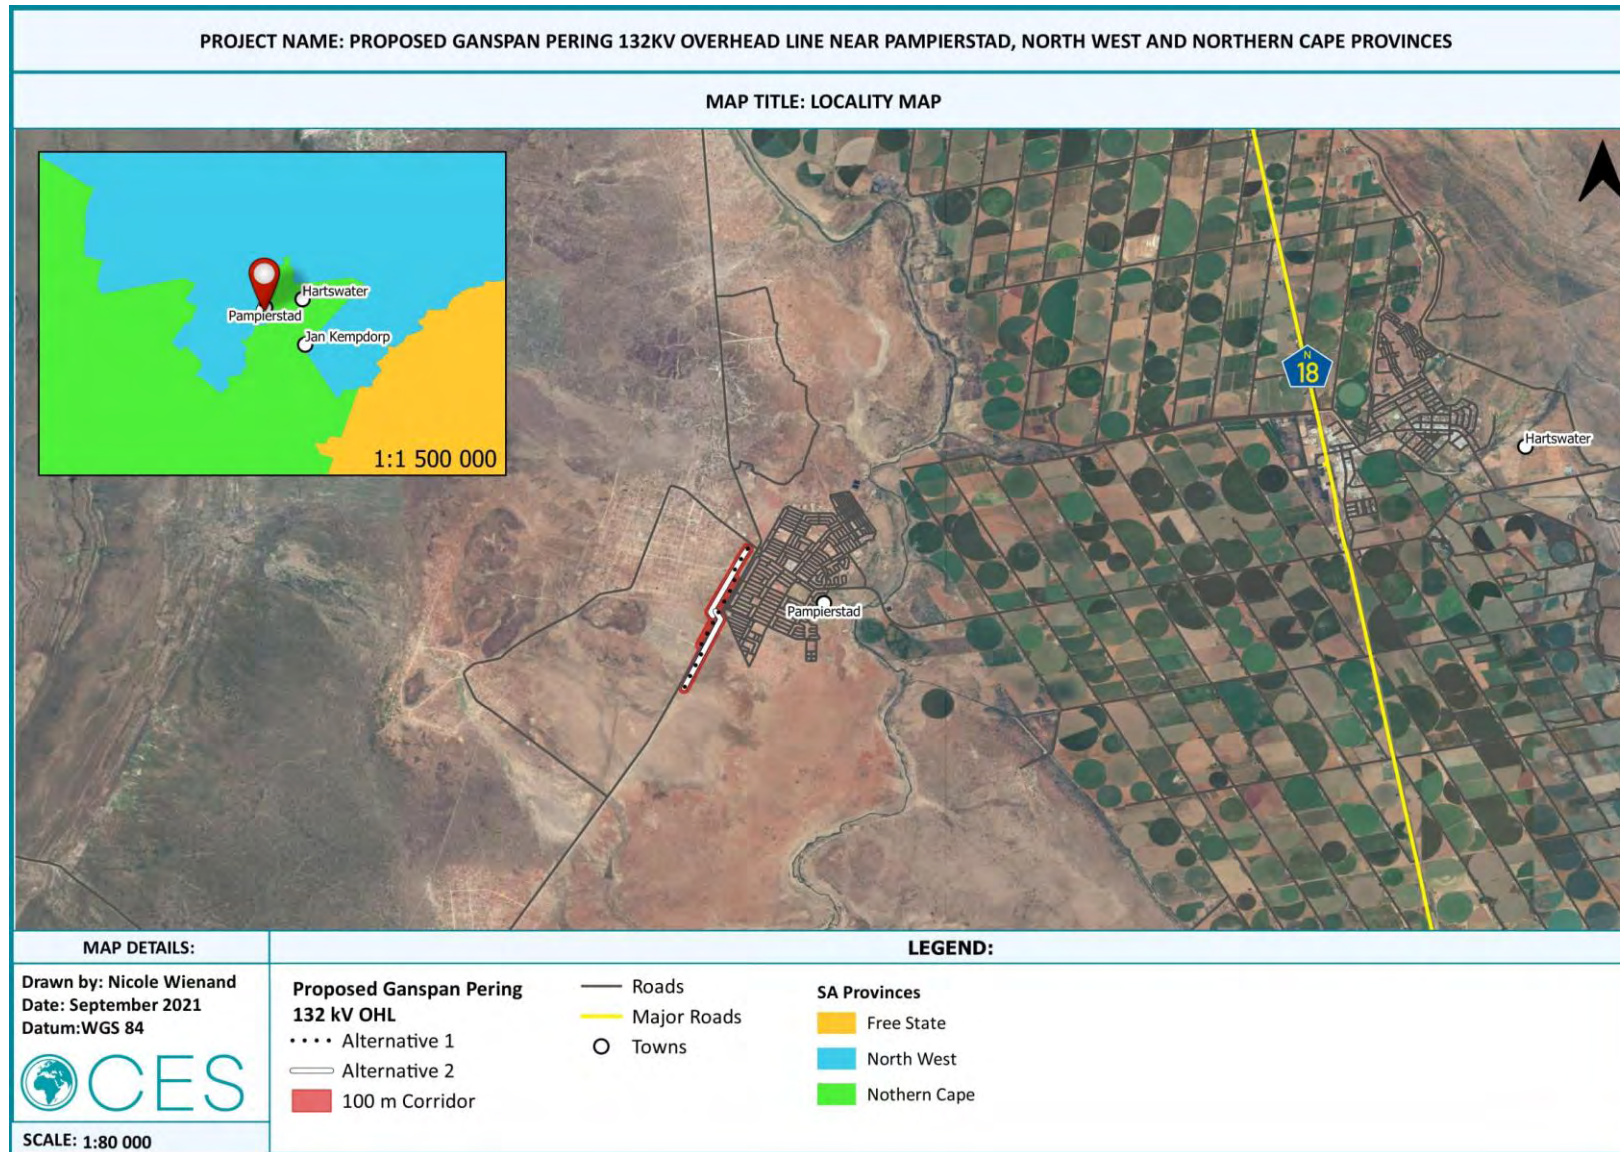 PROJECT NAME: PROPOSED GANSPAN PERING 132KV OVERHEAD LINE NEAR PAMPIERSTAD, NORTH WEST AND NORTHERN CAPE PROVINCES
MAP TITLE: LOCALITY MAP
Hartswater
Pampierstad
Jan Kempdorp
1:1 500 000
N
18
Hartswater
Pampierstad
MAP DETAILS:
Drawn by: Nicole Wienand
Date: September 2021
Datum:WGS 84
CES
SCALE: 1:80 000
LEGEND:
Proposed Ganspan Pering
132 kV OHL
Alternative 1
Alternative 2
100 m Corridor
Roads
Major Roads
Towns
SA Provinces
Free State
North West
Nothern Cape